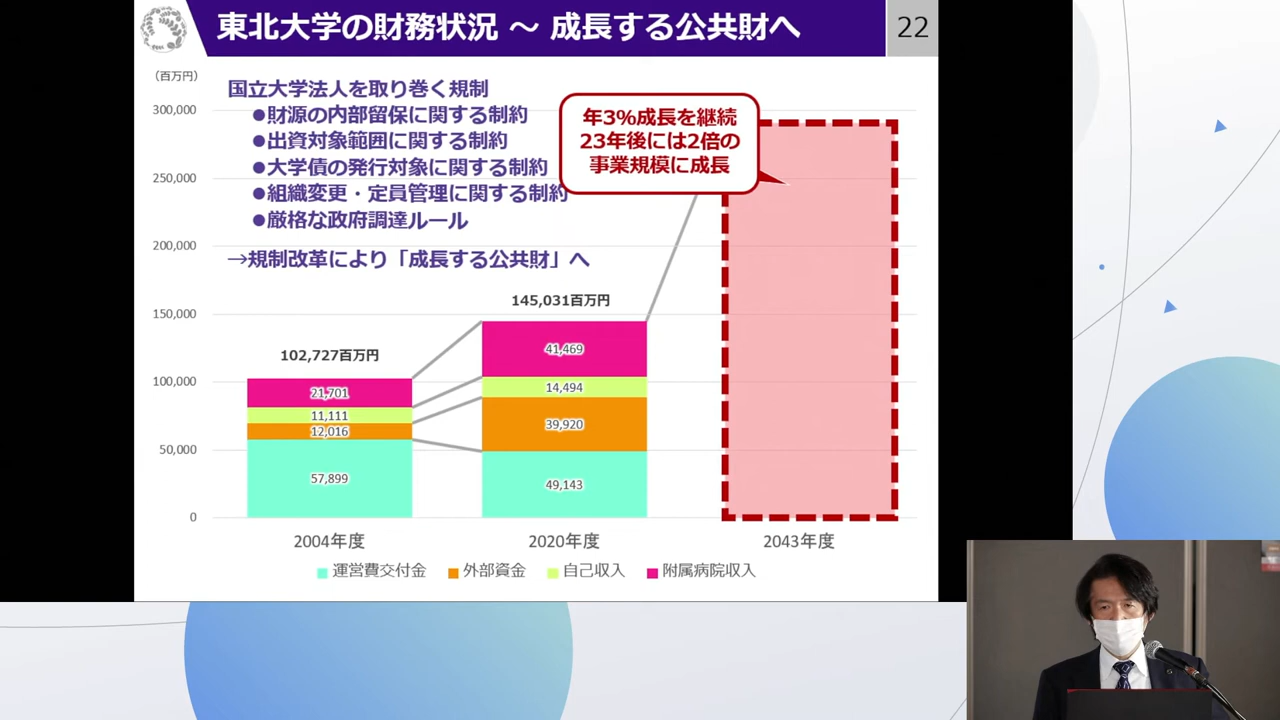 東北大学の財務状況 ～ 成長する公共財へ
22
（百万円）
国立大学法人を取り巻く規制
●財源の内部留保に関する制約
●出資対象範囲に関する制約
●大学債の発行対象に関する制約
●組織変更・定員管理に関する制約
●厳格な政府調達ルール
→規制改革により「成長する公共財」へ
年3%成長を継続
23年後には2倍の
事業規模に成長
300,000
250,000
200,000
150,000
100,000
50,000
0
102,727百万円
21,701
11,111
12,016
57,899
145,031百万円
41,469
14,494
39,920
49,143
2004年度
2020年度
2043年度
運営費交付金
外部資金
自己収入
附属病院収入